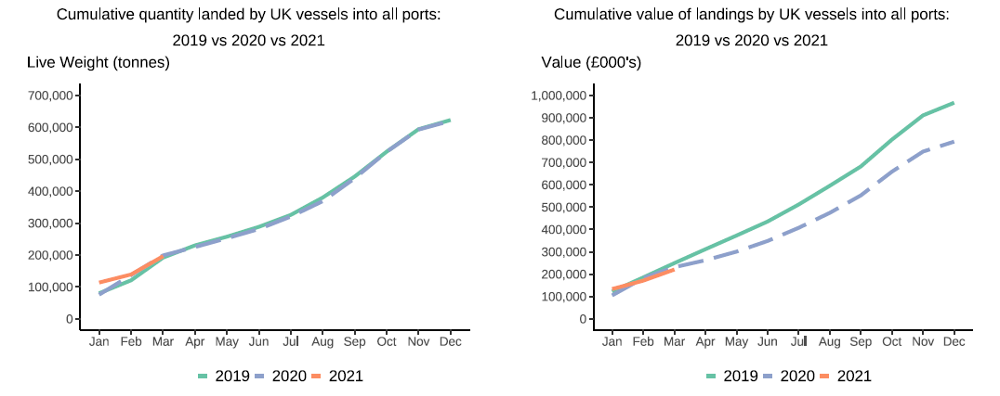 Cumulative quantity landed by UK vessels into all ports:
2019 vs 2020 vs 2021
Live Weight (tonnes)
700,000
600,000
500,000
400,000
300,000
200,000
100,000
0
Jan Feb Mar Apr May Jun Jul Aug Sep Oct Nov Dec
2019 2020 2021
Cumulative value of landings by UK vessels into all ports:
2019 vs 2020 vs 2021
Value (£000's)
1,000,000
900,000
800,000
700,000
600,000
500,000
400,000
300,000
200,000
100,000
0
Jan Feb Mar Apr May Jun Jul Aug Sep Oct Nov Dec
2019 2020 2021